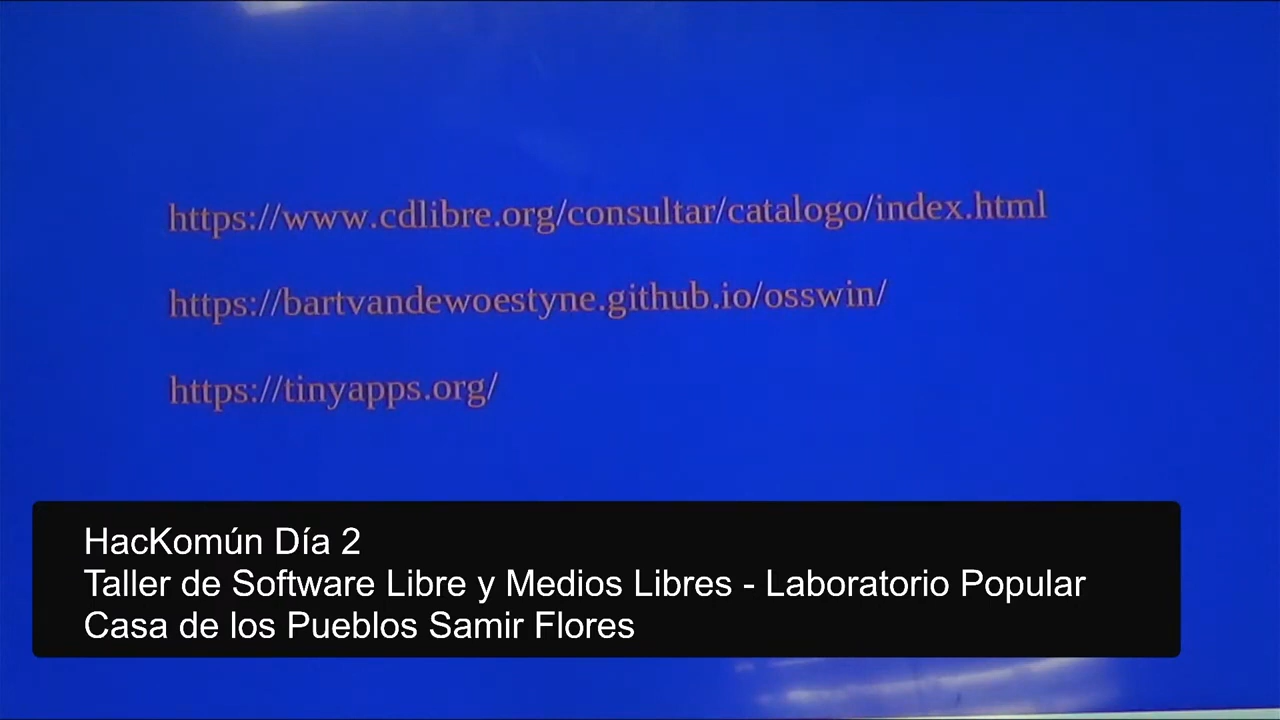 https://www.cdlibre.org/consultar/catalogo/index.html
https://bartvandewoestyne.github.io/osswin/
https://tinyapps.org/
HacKomún Día 2
Taller de Software Libre y Medios Libres - Laboratorio Popular
Casa de los Pueblos Samir Flores